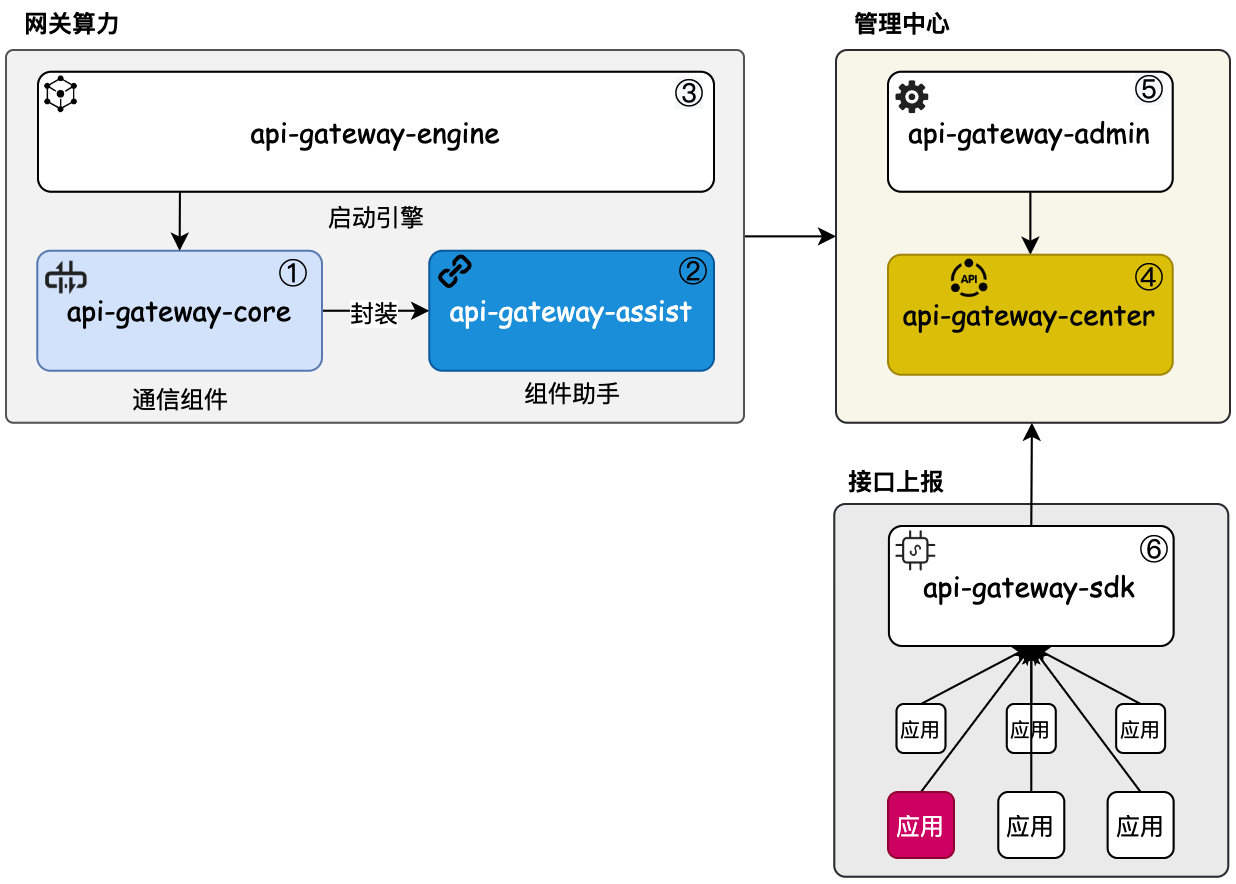 网关算力
③
api-gateway-engine
启动引擎
①
api-gateway-core
封装
②
api-gateway-assist
通信组件
组件助手
管理中心
⑤
api-gateway-admin
API
④
api-gateway-center
接口上报
⑥
api-gateway-sdk
应用
应用
应用
应用
应用
应用